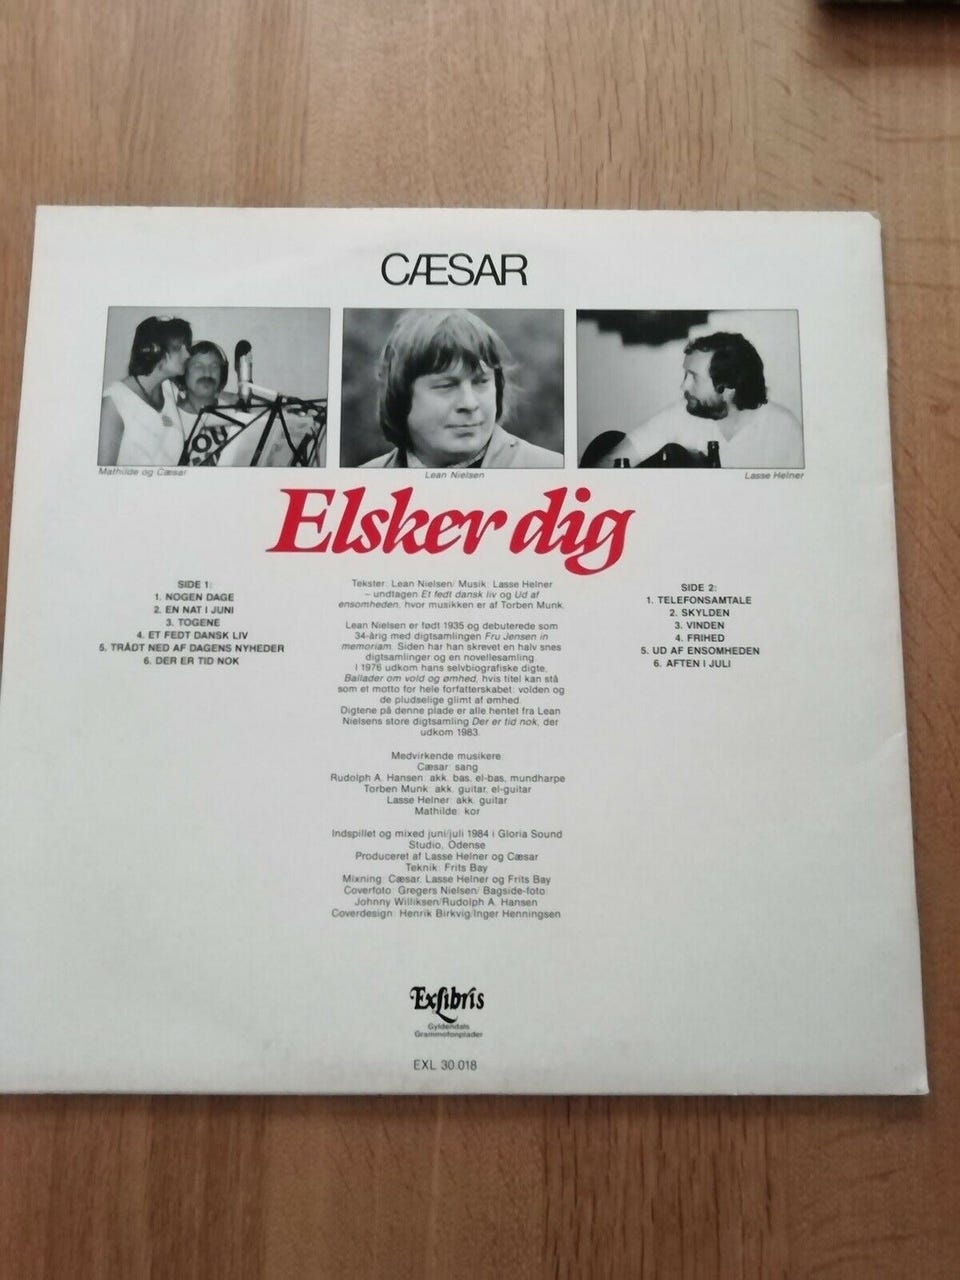 CÆSAR
Mathilde og Cæsar
Lean Nielsen
Lasse Helner
Elsker dig
SIDE 1:
1. NOGEN DAGE
2. EN NAT I JUNI
3. TOGENE
4. ET FEDT DANSK LIV
5. TRÅDT NED AF DAGENS NYHEDER
6. DER ER TID NOK
Tekster: Lean Nielsen/ Musik: Lasse Helner
– undtagen Et fedt dansk liv og Ud af
ensomheden, hvor musikken er af Torben Munk.
Lean Nielsen er født 1935 og debuterede som
34-årig med digtsamlingen Fru Jensen in
memoriam. Siden har han skrevet en halv snes
digtsamlinger og en novellesamling.
I 1976 udkom hans selvbiografiske digte,
Ballader om vold og ømhed, hvis titel kan stå
som et motto for hele forfatterskabet: volden og
de pludselige glimt af ømhed.
Digtene på denne plade er alle hentet fra Lean
Nielsens store digtsamling Der er tid nok, der
udkom 1983.
Medvirkende musikere:
Cæsar: sang
Rudolph A. Hansen: akk. bas, el-bas, mundharpe
Torben Munk: akk. guitar, el-guitar
Lasse Helner: akk. guitar
Mathilde: kor
Indspillet og mixed juni/juli 1984 i Gloria Sound
Studio, Odense
Produceret af Lasse Helner og Cæsar
Teknik: Frits Bay
Mixning: Cæsar, Lasse Helner og Frits Bay
Coverfoto: Gregers Nielsen/ Bagside-foto:
Johnny Williksen/Rudolph A. Hansen
Coverdesign: Henrik Birkvig/Inger Henningsen
SIDE 2:
1. TELEFONSAMTALE
2. SKYLDEN
3. VINDEN
4. FRIHED
5. UD AF ENSOMHEDEN
6. AFTEN I JULI
ExLibris
Gyldendals
Grammofonplader
EXL 30.018